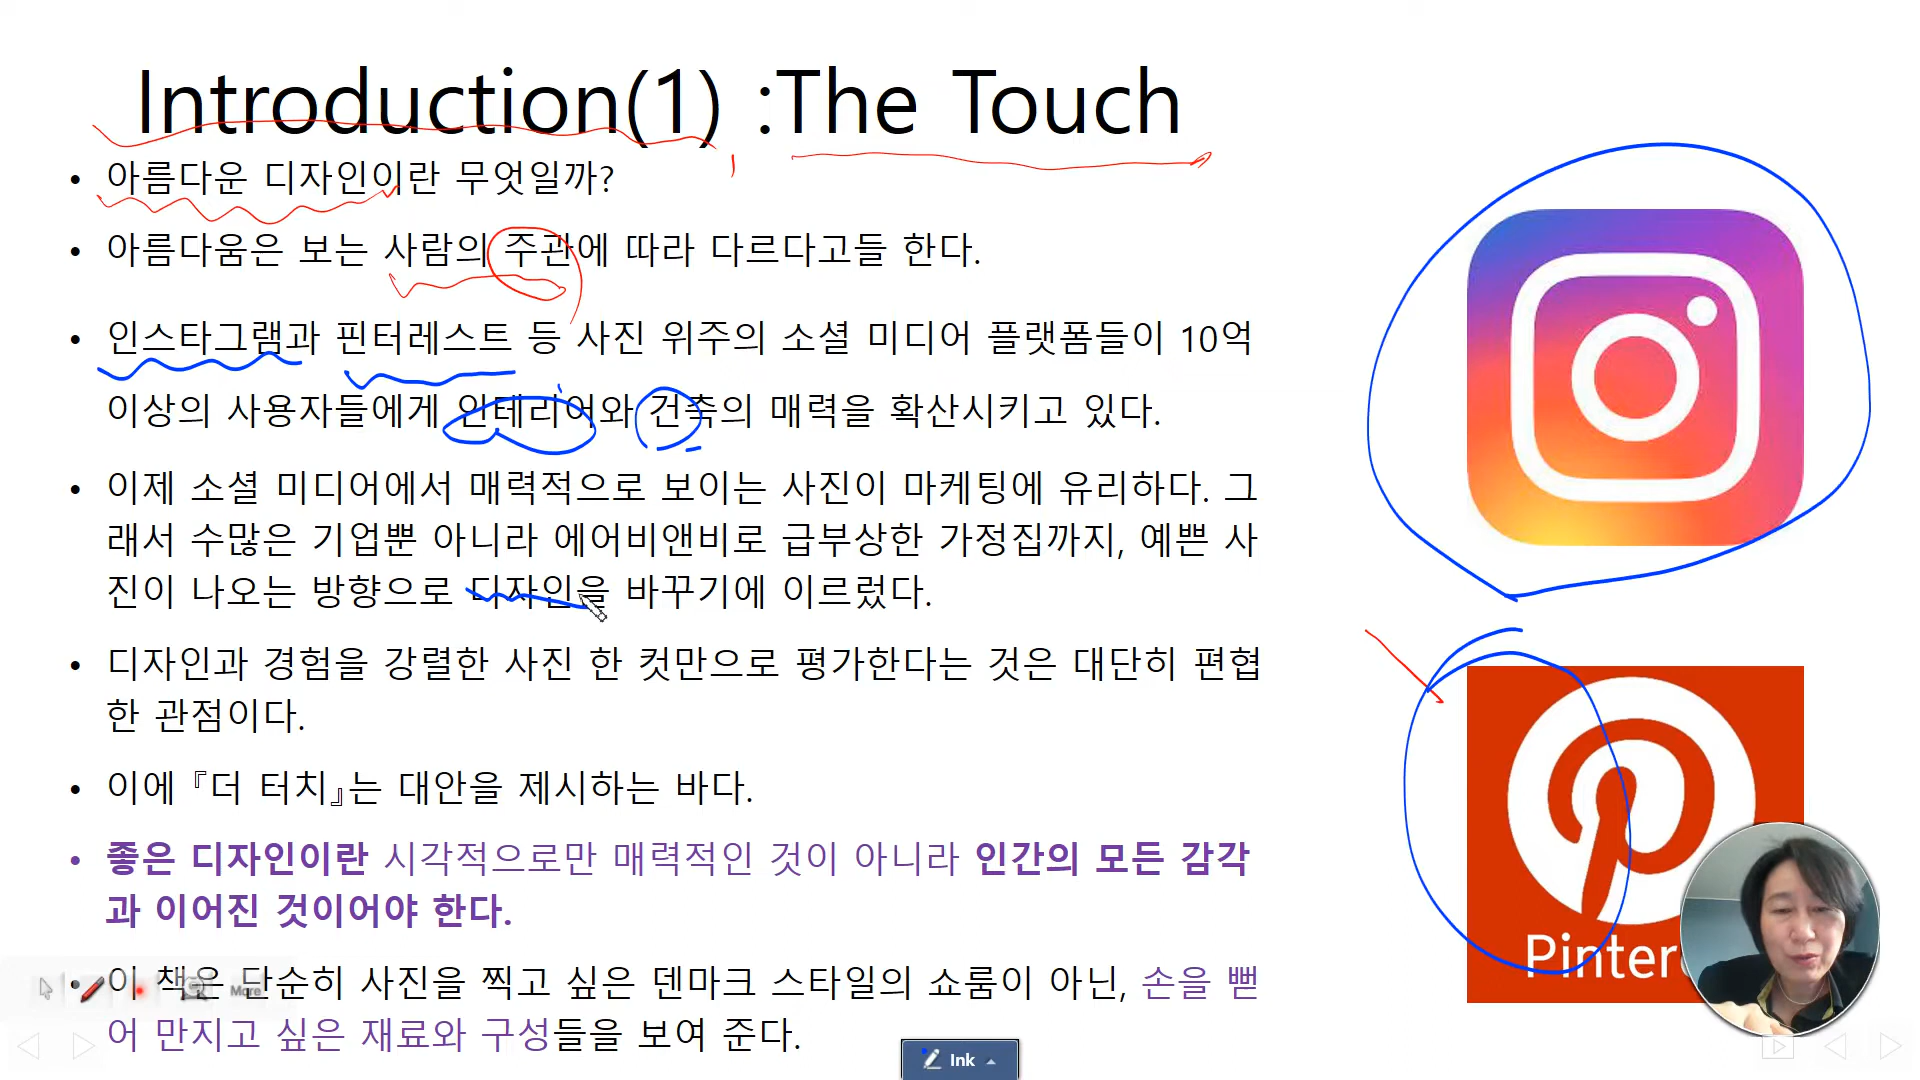 Introduction(1) :The Touch
• 아름다운 디자인이란 무엇일까?
• 아름다움은 보는 사람의 주관에 따라 다르다고들 한다.
• 인스타그램과 핀터레스트 등 사진 위주의 소셜 미디어 플랫폼들이 10억
이상의 사용자들에게 인테리어와 건축의 매력을 확산시키고 있다.
• 이제 소셜 미디어에서 매력적으로 보이는 사진이 마케팅에 유리하다. 그
래서 수많은 기업뿐 아니라 에어비앤비로 급부상한 가정집까지, 예쁜 사
진이 나오는 방향으로 디자인을 바꾸기에 이르렀다.
• 디자인과 경험을 강렬한 사진 한 컷만으로 평가한다는 것은 대단히 편협
한 관점이다.
• 이에 『더 터치』는 대안을 제시하는 바다.
• 좋은 디자인이란 시각적으로만 매력적인 것이 아니라 인간의 모든 감각
과 이어진 것이어야 한다.
• 이 책은 단순히 사진을 찍고 싶은 덴마크 스타일의 쇼룸이 아닌, 손을 뻗
어 만지고 싶은 재료와 구성들을 보여 준다.
Pinter
More
Ink